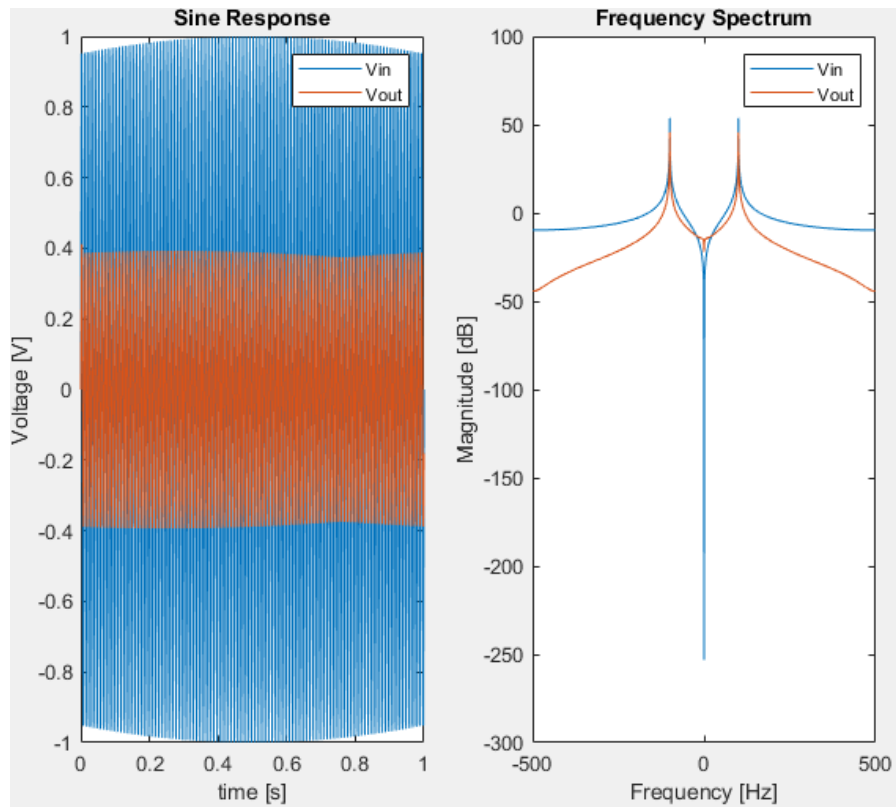 Sine Response
Vin
Vout
1
0.8
0.6
0.4
0.2
0
-0.2
-0.4
-0.6
-0.8
-1
Voltage [V]
0 0.2 0.4 0.6 0.8 1
time [s]
Frequency Spectrum
Vin
Vout
100
50
0
-50
-100
-150
-200
-250
-300
Magnitude [dB]
-500 0 500
Frequency [Hz]